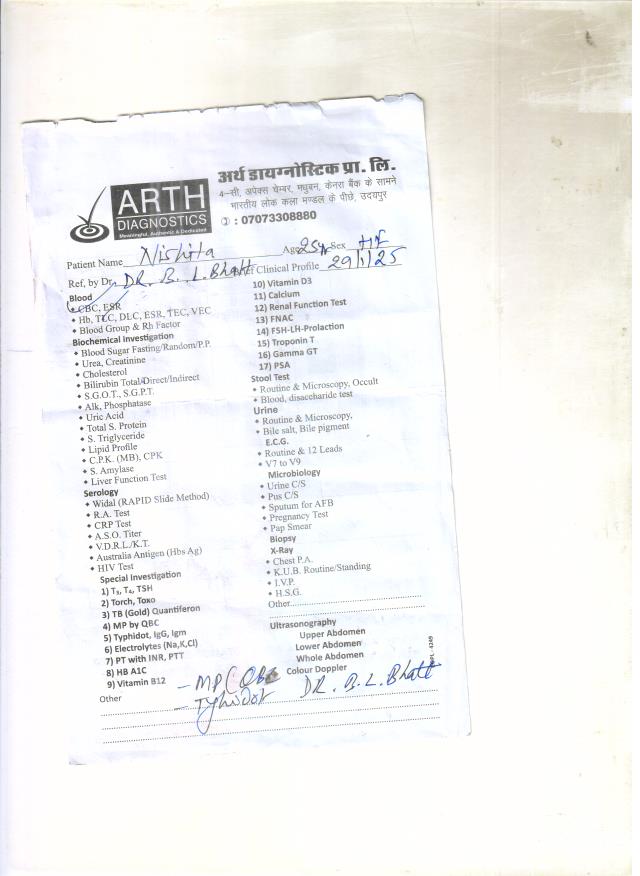 अर्थ डायग्नोस्टिक प्रा. लि.
4-सी, अपेक्स चेम्बर, मधुबन, केनरा बैंक के सामने
भारतीय लोक कला मण्डल के पीछे, उदयपुर
: 07073308880
ARTH
DIAGNOSTICS
Meaningful, Authentic & Dedicated
Patient Name Nishita Age 25yr Sex
Ref, by Dr. DR. B. L. Bhatt Clinical Profile 29/1/25
Blood
• CBC, ESR
• Hb, TLC, DLC, ESR, TEC, VEC
• Blood Group & Rh Factor
Biochemical Investigation
• Blood Sugar Fasting/Random/P.P.
• Urea, Creatinine
• Cholesterol
• Bilirubin Total/Direct/Indirect
• S.G.O.T., S.G.P.T.
• Alk, Phosphatase
• Uric Acid
• Total S. Protein
• S. Triglyceride
• Lipid Profile
• C.P.K. (MB), CPK
• S. Amylase
• Liver Function Test
Serology
• Widal (RAPID Slide Method)
• R.A. Test
• CRP Test
• A.S.O. Titer
• V.D.R.L./K.T.
• Australia Antigen (Hbs Ag)
• HIV Test
Special Investigation
1) T3, T4, TSH
2) Torch, Toxo
3) TB (Gold) Quantiferon
4) MP by QBC
5) Typhidot, IgG, Igm
6) Electrolytes (Na,K,Cl)
7) PT with INR, PTT
8) HB A1C
9) Vitamin B12
10) Vitamin D3
11) Calcium
12) Renal Function Test
13) FNAC
14) FSH-LH-Prolaction
15) Troponin T
16) Gamma GT
17) PSA
Stool Test
• Routine & Microscopy, Occult
• Blood, disaccharide test
Urine
• Routine & Microscopy,
• Bile salt, Bile pigment
E.C.G.
• Routine & 12 Leads
• V7 to V9
Microbiology
• Urine C/S
• Pus C/S
• Sputum for AFB
• Pregnancy Test
• Pap Smear
Biopsy
X-Ray
• Chest P.A.
• K.U.B. Routine/Standing
• I.V.P.
• H.S.G.
Other
Ultrasonography
Upper Abdomen
Lower Abdomen
Whole Abdomen
Colour Doppler
Other
- MP (QBC
- Typhidot
DR. B. L. Bhatt